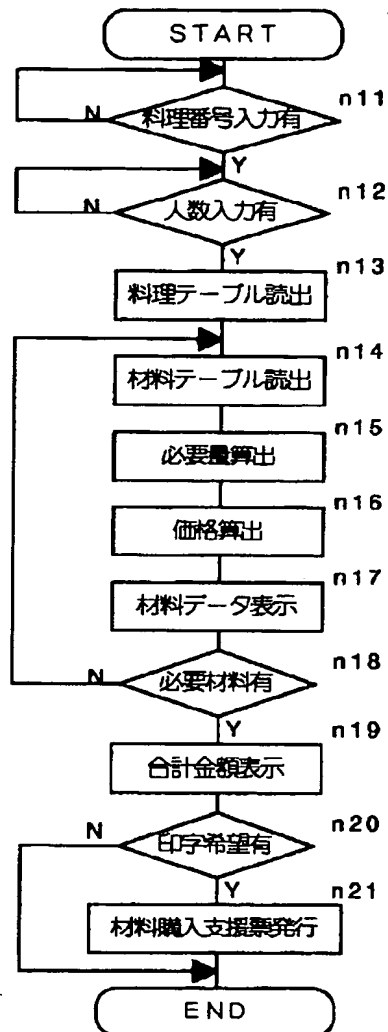 START
n11
料理番号入力有
N
Y
n12
人数入力有
N
Y
n13
料理テーブル読出
n14
材料テーブル読出
n15
必要量算出
n16
価格算出
n17
材料データ表示
n18
必要材料有
N
Y
n19
合計金額表示
n20
印字希望有
N
Y
n21
材料購入支援票発行
END